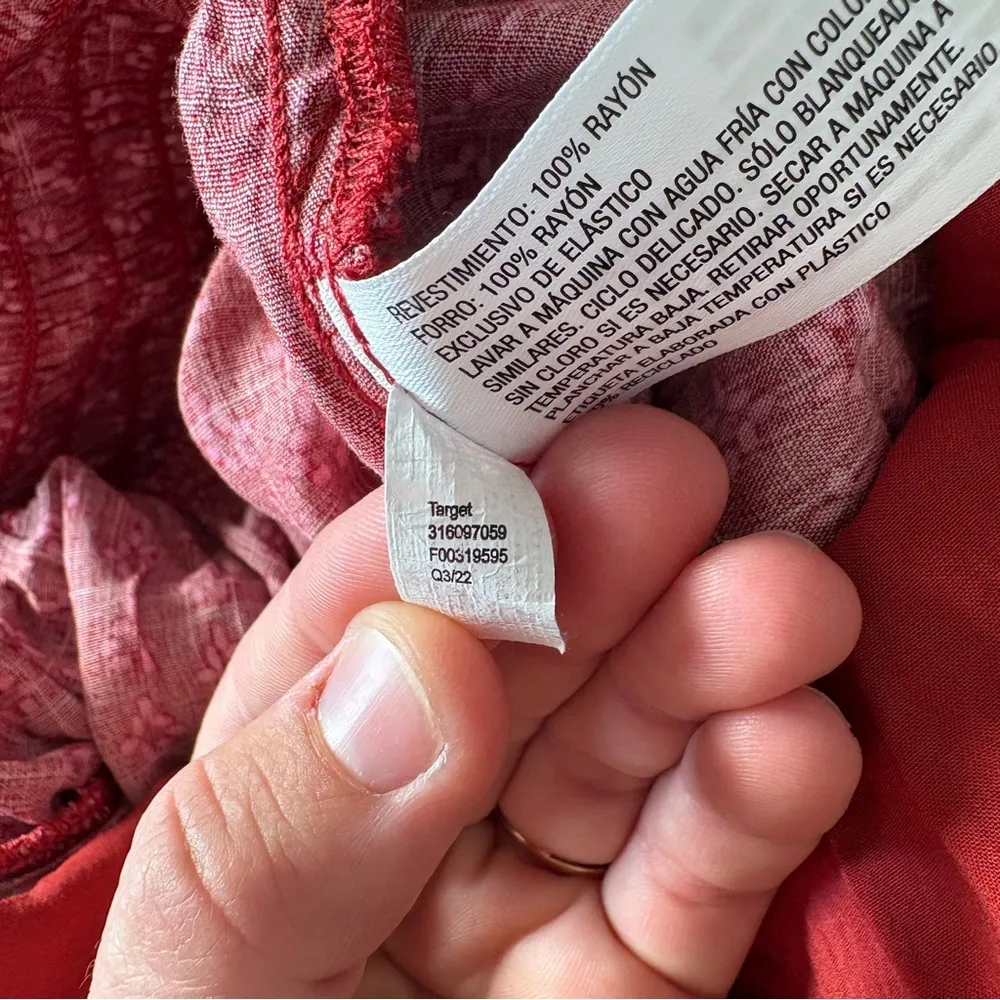 REVESTIMIENTO: 100% RAYÓN
FORRO: 100% RAYÓN
EXCLUSIVO DE ELÁSTICO
LAVAR A MÁQUINA CON AGUA FRÍA CON
SIMILARES. CICLO DELICADO. SÓLO BLANQUEADO
SIN CLORO SI ES NECESARIO. SECAR A MÁQUINA A
TEMPERATURA BAJA. RETIRAR OPORTUNAMENTE.
PLANCHAR A BAJA TEMPERATURA SI ES NECESARIO
ETIQUETA ELABORADA CON PLÁSTICO
RECICLADO
Target
316097059
F00319595
Q3/22